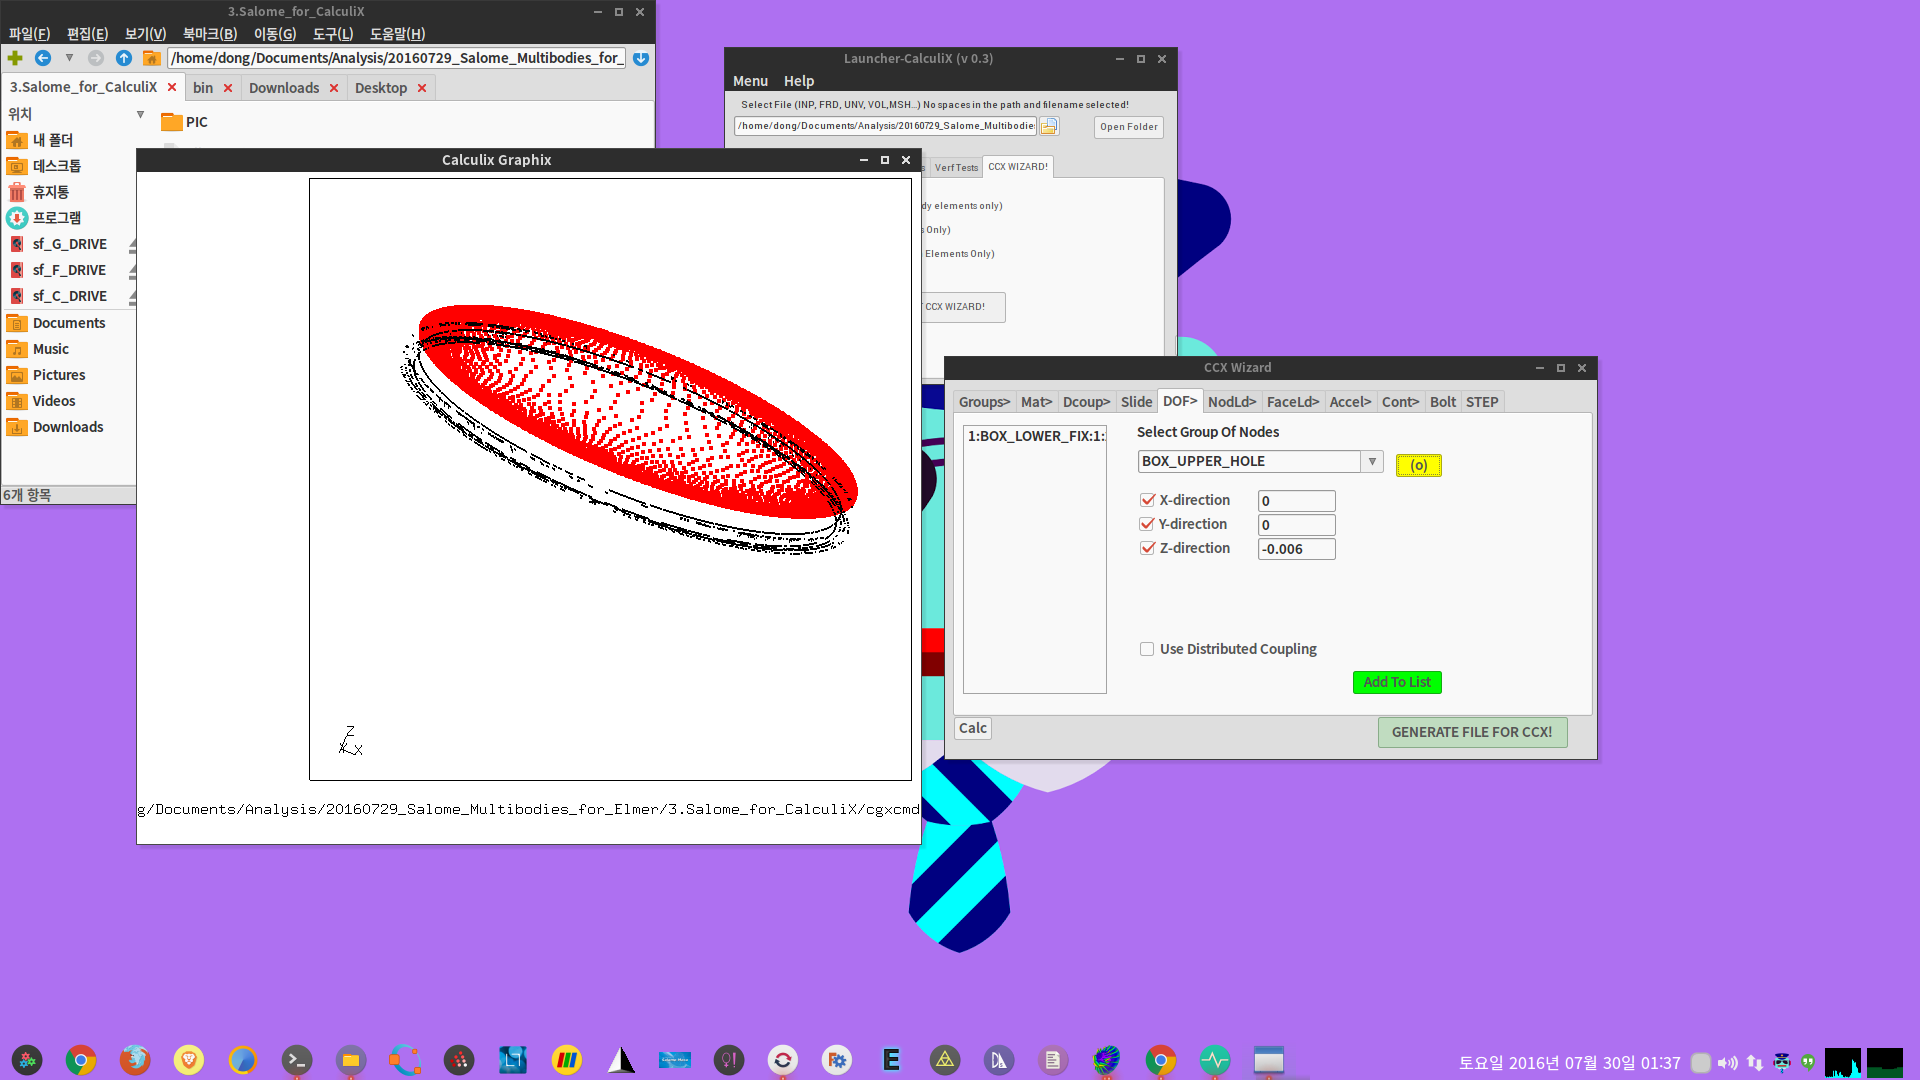 3.Salome_for_CalculiX
파일(F) 편집(E) 보기(V) 북마크(B) 이동(G) 도구(L) 도움말(H)
/home/dong/Documents/Analysis/20160729_Salome_Multibodies_for_
3.Salome_for_CalculiX bin Downloads Desktop
위치
내 폴더
데스크톱
휴지통
프로그램
sf_G_DRIVE
sf_F_DRIVE
sf_C_DRIVE
Documents
Music
Pictures
Videos
Downloads
6개 항목
PIC
Launcher-CalculiX (v 0.3)
Menu Help
Select File (INP, FRD, UNV, VOL,MSH...) No spaces in the path and filename selected!
/home/dong/Documents/Analysis/20160729_Salome_Multibodie
Open Folder
s Verf Tests CCX WIZARD!
dy elements only)
s Only)
Elements Only)
CCX WIZARD!
Calculix Graphix
Z
X
g/Documents/Analysis/20160729_Salome_Multibodies_for_Elmer/3.Salome_for_CalculiX/cgxcmd
CCX Wizard
Groups> Mat> Dcoup> Slide DOF> NodLd> FaceLd> Accel> Cont> Bolt STEP
1:BOX_LOWER_FIX:1:
Select Group Of Nodes
BOX_UPPER_HOLE
(o)
X-direction 0
Y-direction 0
Z-direction -0.006
Use Distributed Coupling
Add To List
Calc
GENERATE FILE FOR CCX!
토요일 2016년 07월 30일 01:37